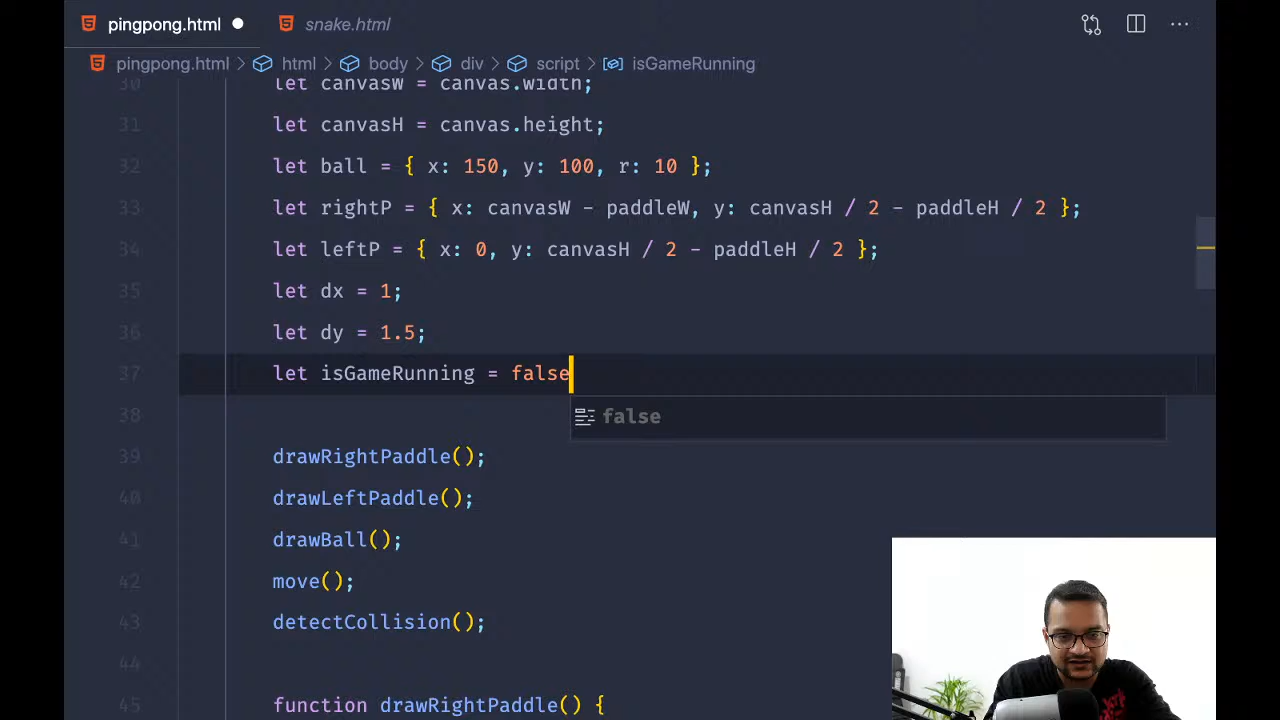 pingpong.html snake.html
pingpong.html > html > body > div > script > isGameRunning
30 let canvasW = canvas.width;
31 let canvasH = canvas.height;
32 let ball = { x: 150, y: 100, r: 10 };
33 let rightP = { x: canvasW - paddleW, y: canvasH / 2 - paddleH / 2 };
34 let leftP = { x: 0, y: canvasH / 2 - paddleH / 2 };
35 let dx = 1;
36 let dy = 1.5;
37 let isGameRunning = false
38 false
39 drawRightPaddle();
40 drawLeftPaddle();
41 drawBall();
42 move();
43 detectCollision();
44
45 function drawRightPaddle() {